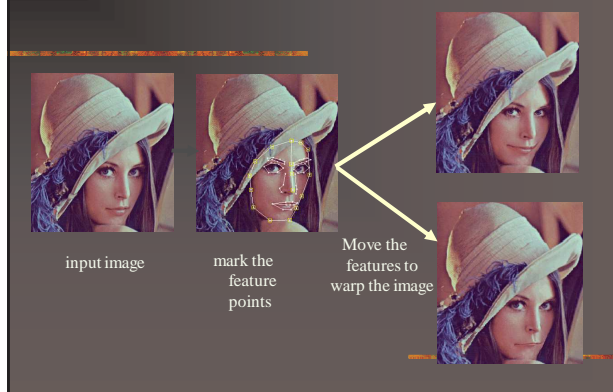 input image
mark the
feature
points
Move the
features to
warp the image